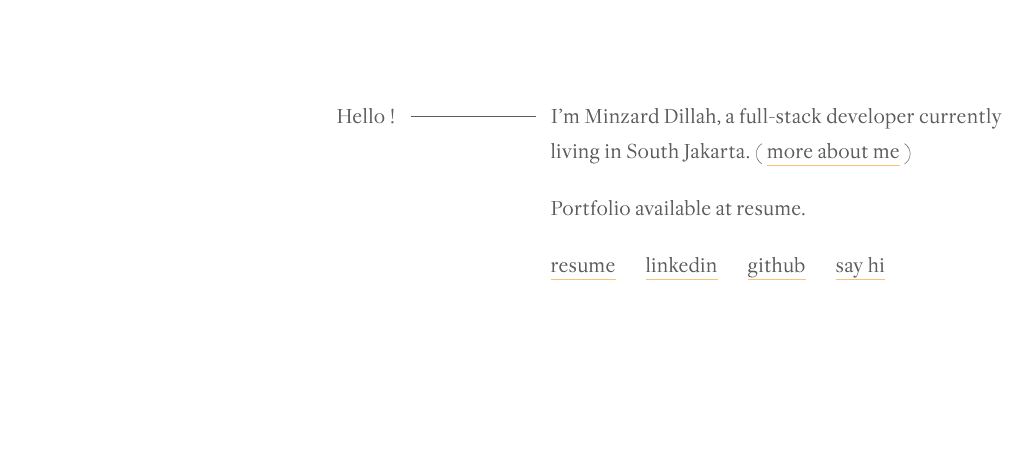 Hello ! I’m Minzard Dillah, a full-stack developer currently
living in South Jakarta. ( more about me )
Portfolio available at resume.
resume linkedin github say hi